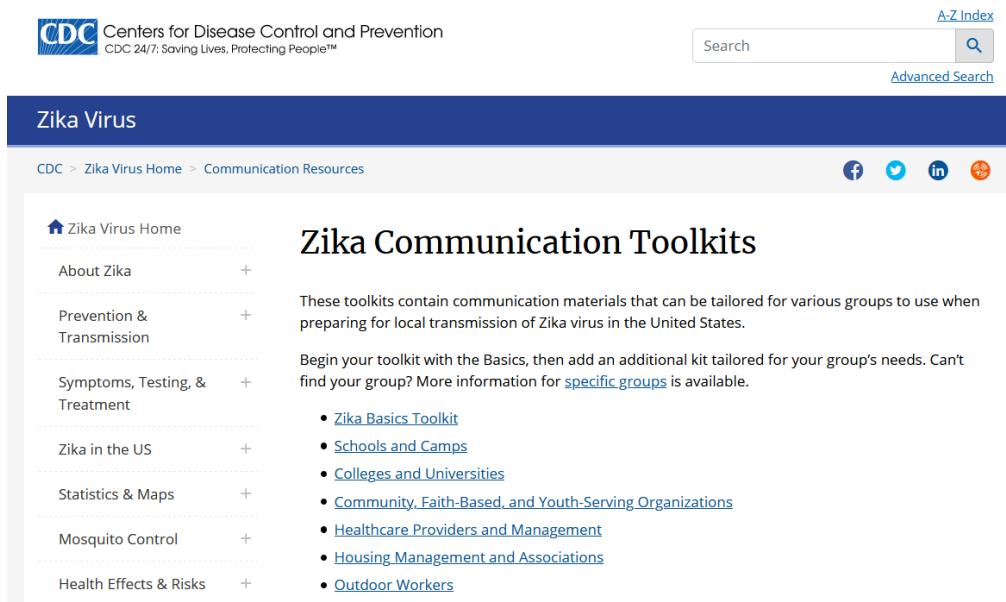 A-Z Index
CDC
Centers for Disease Control and Prevention
CDC 24/7: Saving Lives, Protecting People™
Search
Advanced Search
Zika Virus
CDC > Zika Virus Home > Communication Resources
Zika Virus Home
About Zika
Prevention &
Transmission
Symptoms, Testing, &
Treatment
Zika in the US
Statistics & Maps
Mosquito Control
Health Effects & Risks
Zika Communication Toolkits
These toolkits contain communication materials that can be tailored for various groups to use when
preparing for local transmission of Zika virus in the United States.
Begin your toolkit with the Basics, then add an additional kit tailored for your group's needs. Can't
find your group? More information for specific groups is available.
• Zika Basics Toolkit
• Schools and Camps
• Colleges and Universities
• Community, Faith-Based, and Youth-Serving Organizations
• Healthcare Providers and Management
• Housing Management and Associations
• Outdoor Workers